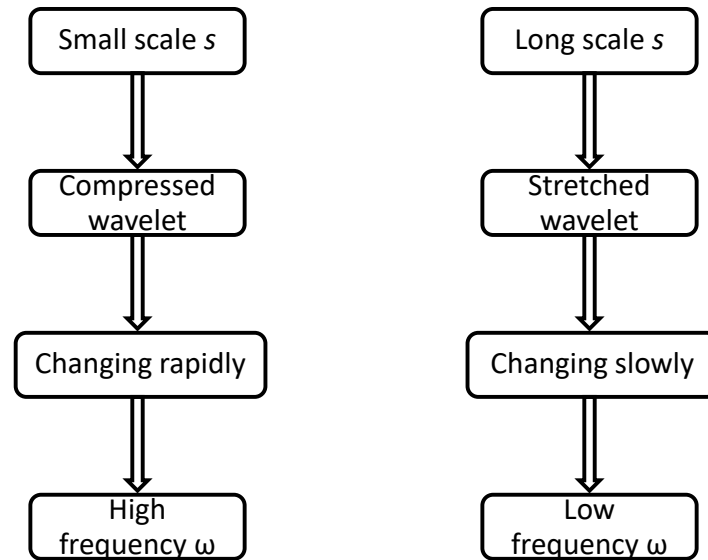 Small scale s
Compressed
wavelet
Changing rapidly
High
frequency ω
Long scale s
Stretched
wavelet
Changing slowly
Low
frequency ω